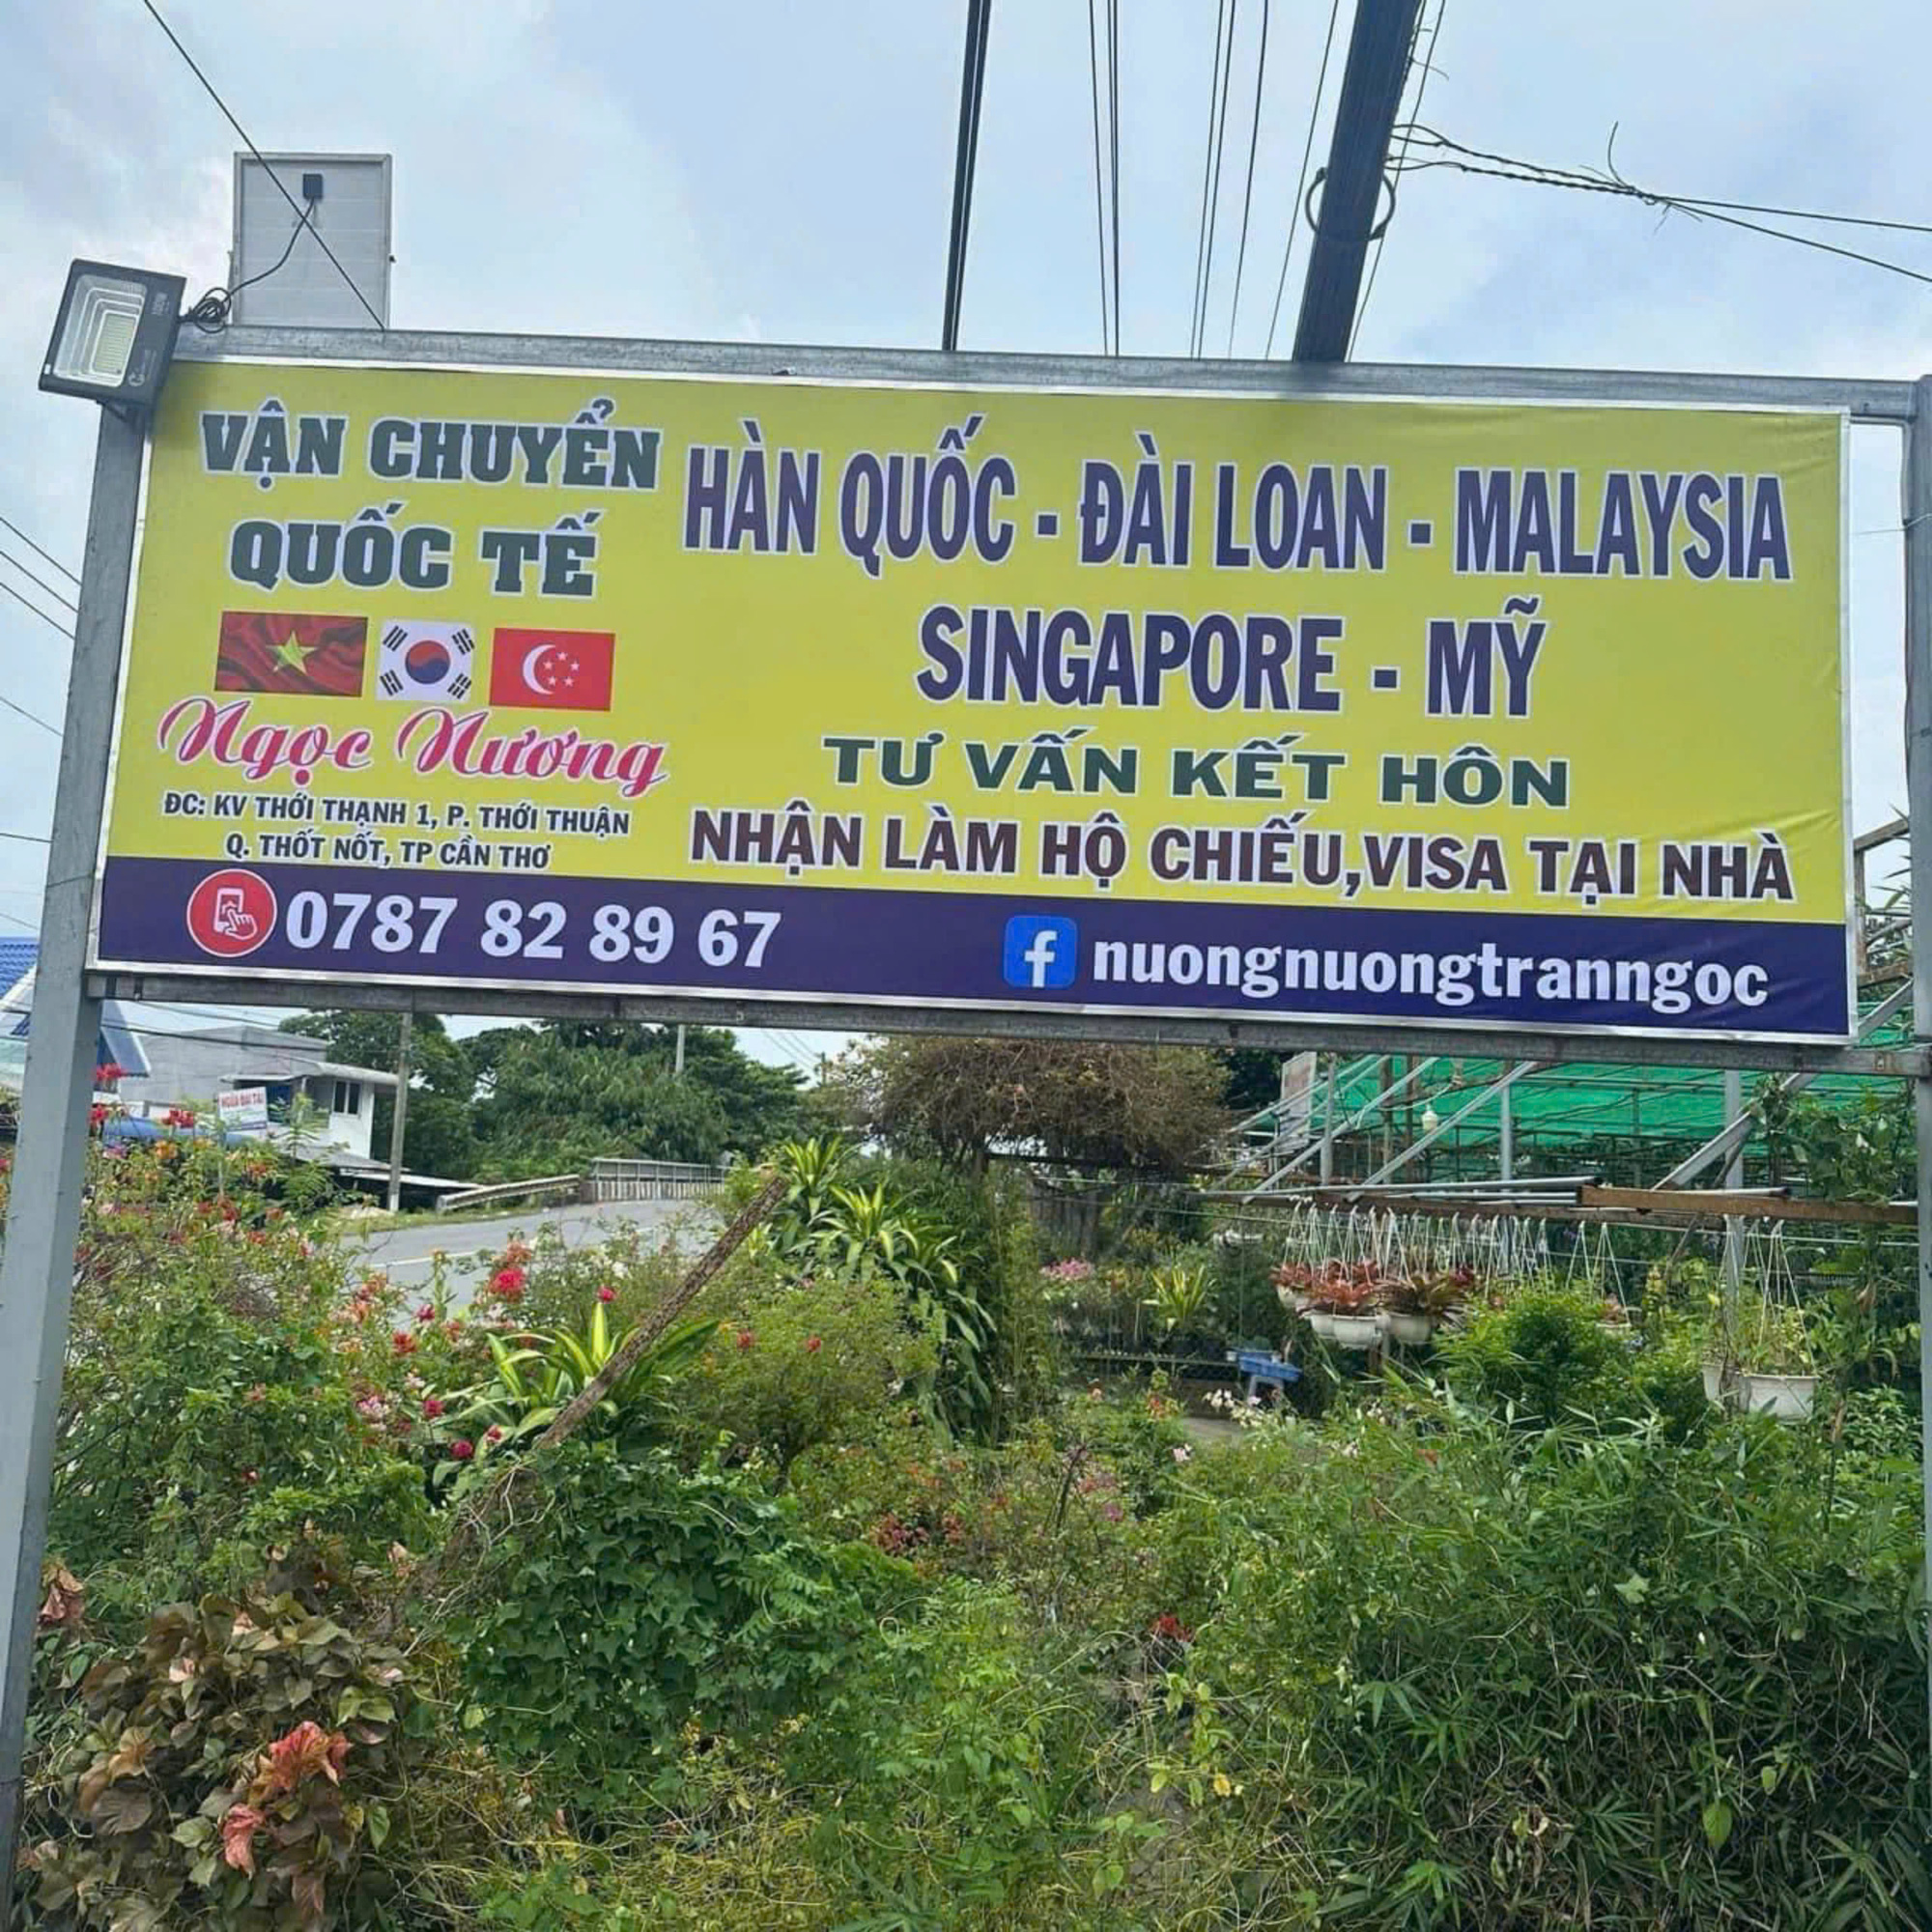 VẬN CHUYỂN
QUỐC TẾ
Ngọc Nương
ĐC: KV THỚI THẠNH 1, P. THỚI THUẬN
Q. THỐT NỐT, TP CẦN THƠ
HÀN QUỐC - ĐÀI LOAN - MALAYSIA
SINGAPORE - MỸ
TƯ VẤN KẾT HÔN
NHẬN LÀM HỘ CHIẾU,VISA TẠI NHÀ
0787 82 89 67
f nuongnuongtranngoc